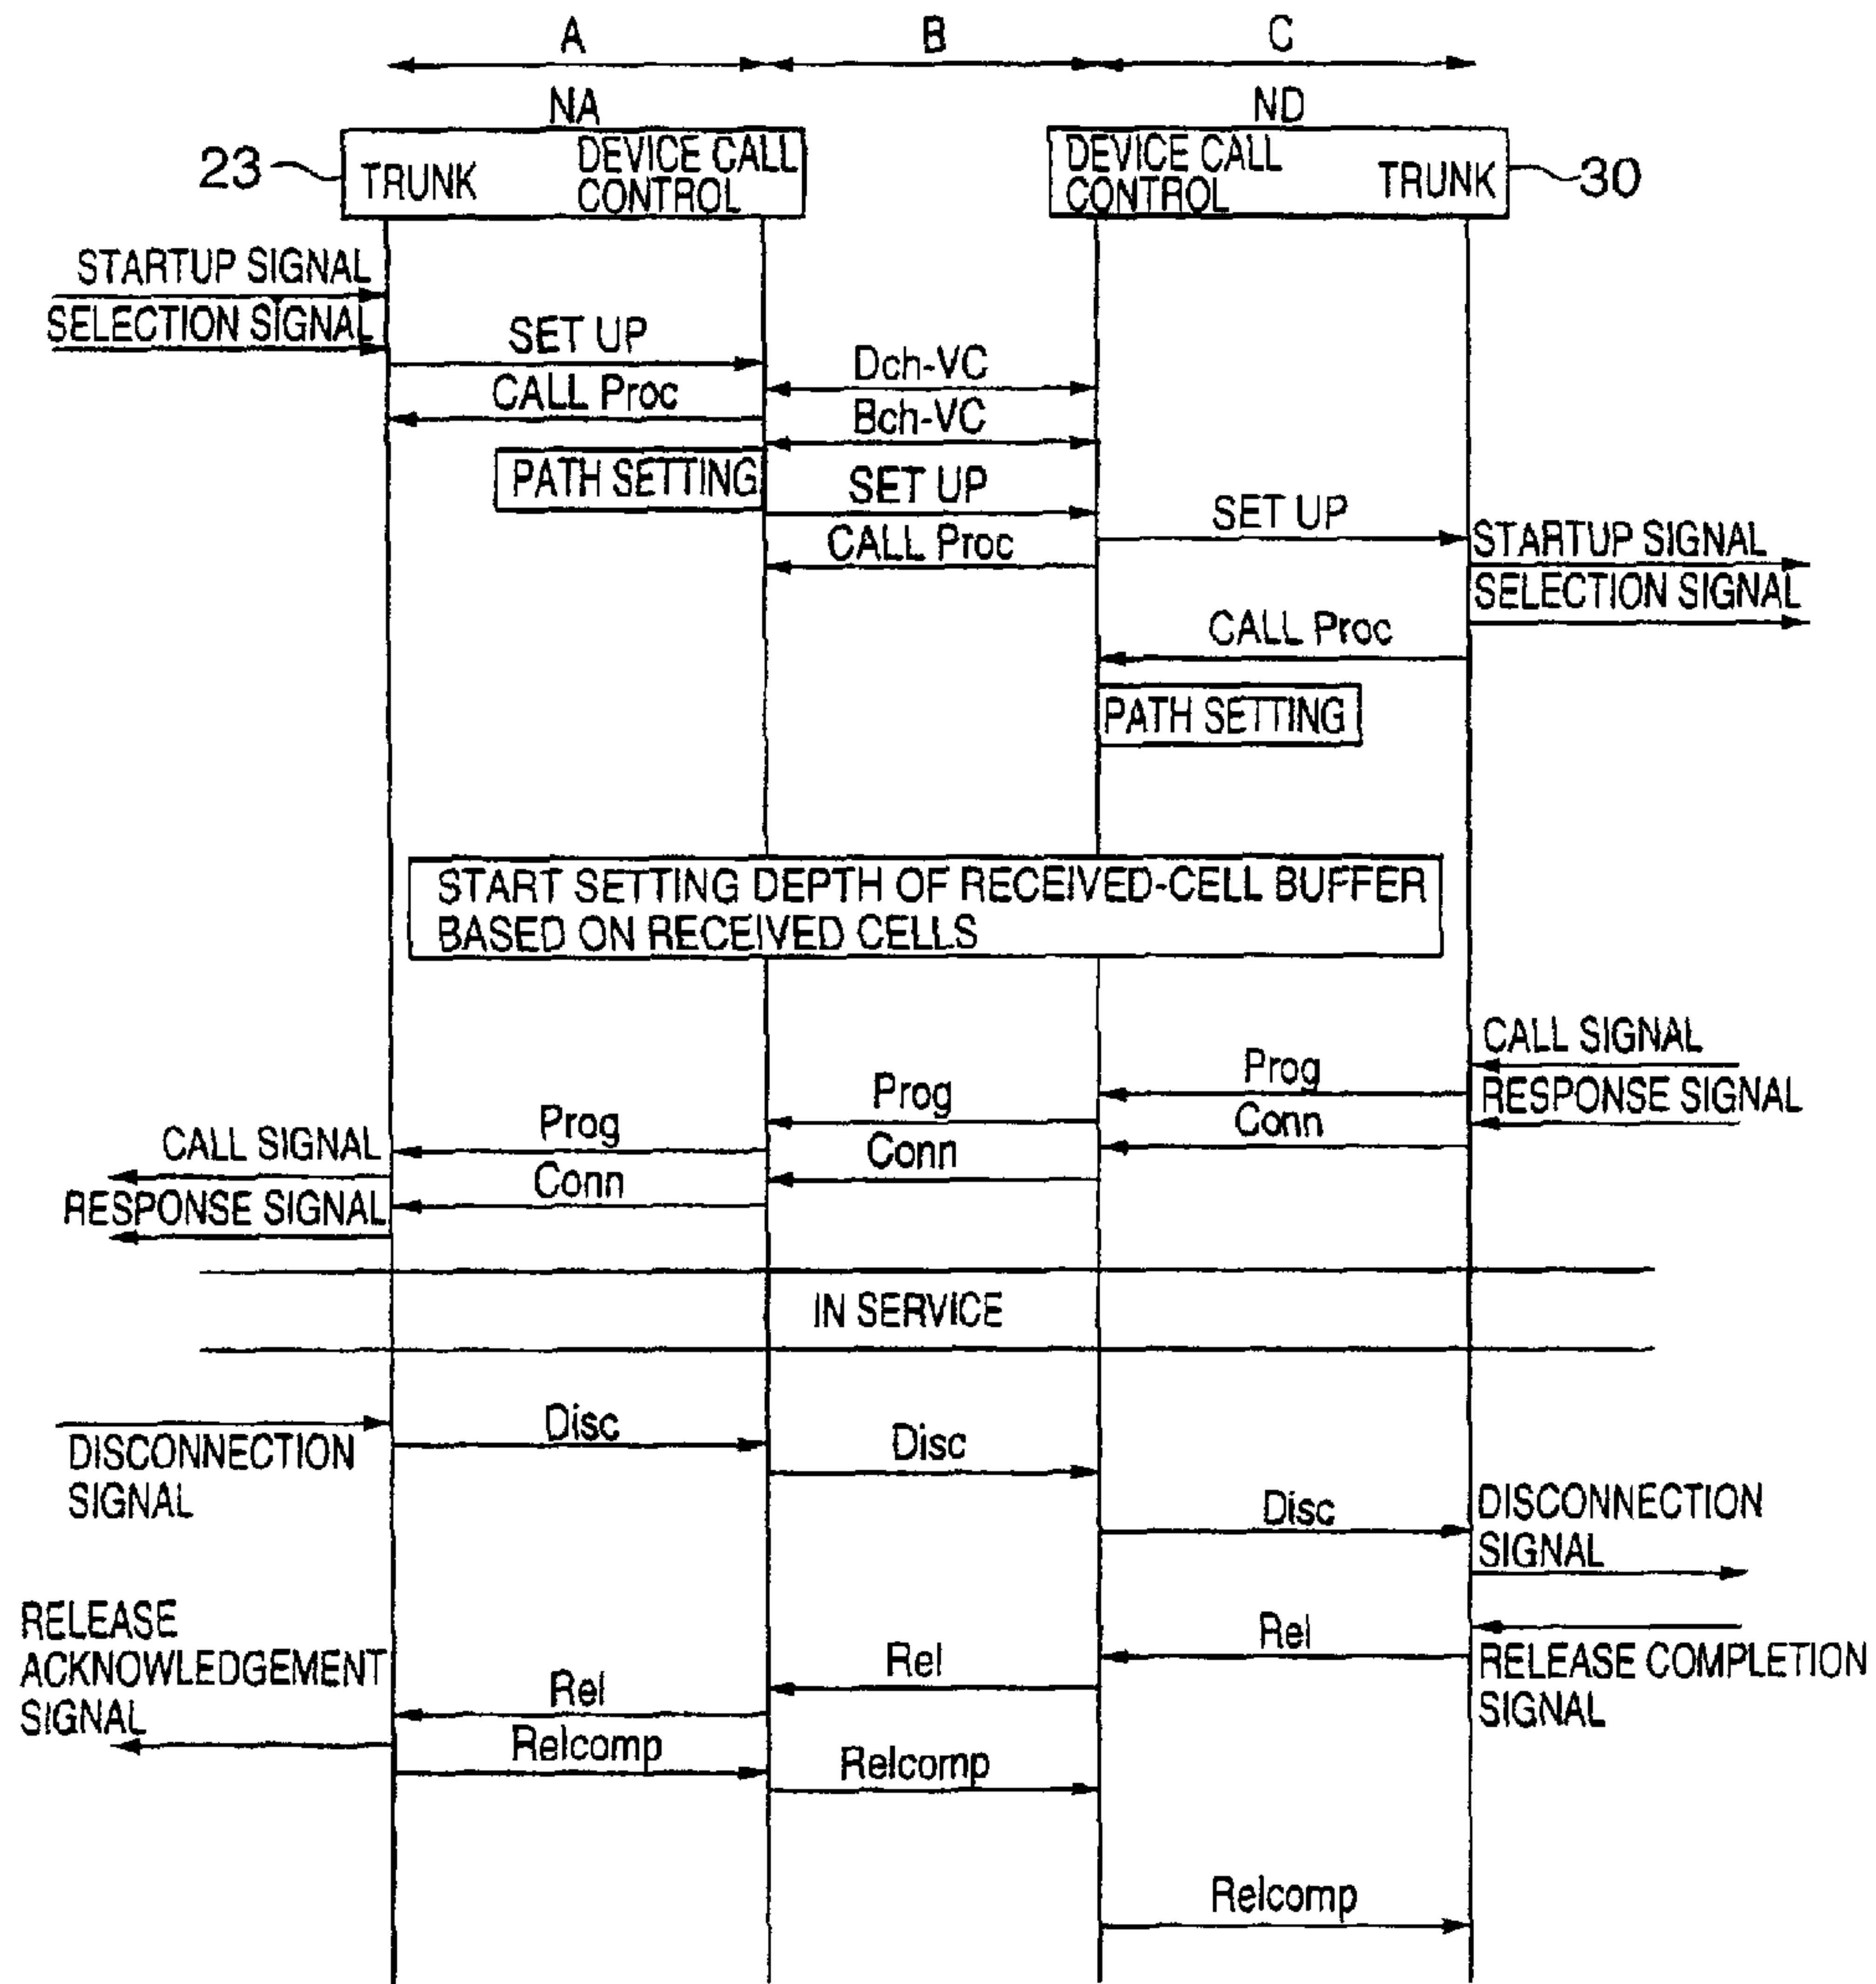 A B C
NA ND
23 TRUNK DEVICE CALL CONTROL DEVICE CALL CONTROL TRUNK 30
STARTUP SIGNAL
SELECTION SIGNAL
SET UP
Dch-VC
CALL Proc
Bch-VC
PATH SETTING
SET UP
SET UP
CALL Proc
STARTUP SIGNAL
SELECTION SIGNAL
CALL Proc
PATH SETTING
START SETTING DEPTH OF RECEIVED-CELL BUFFER
BASED ON RECEIVED CELLS
CALL SIGNAL
Prog
Prog
RESPONSE SIGNAL
Prog
Conn
CALL SIGNAL
Conn
Conn
RESPONSE SIGNAL
IN SERVICE
Disc
DISCONNECTION
SIGNAL
Disc
Disc
DISCONNECTION
SIGNAL
RELEASE
ACKNOWLEDGEMENT
SIGNAL
Rel
RELEASE COMPLETION
SIGNAL
Rel
Rel
Relcomp
Relcomp
Relcomp